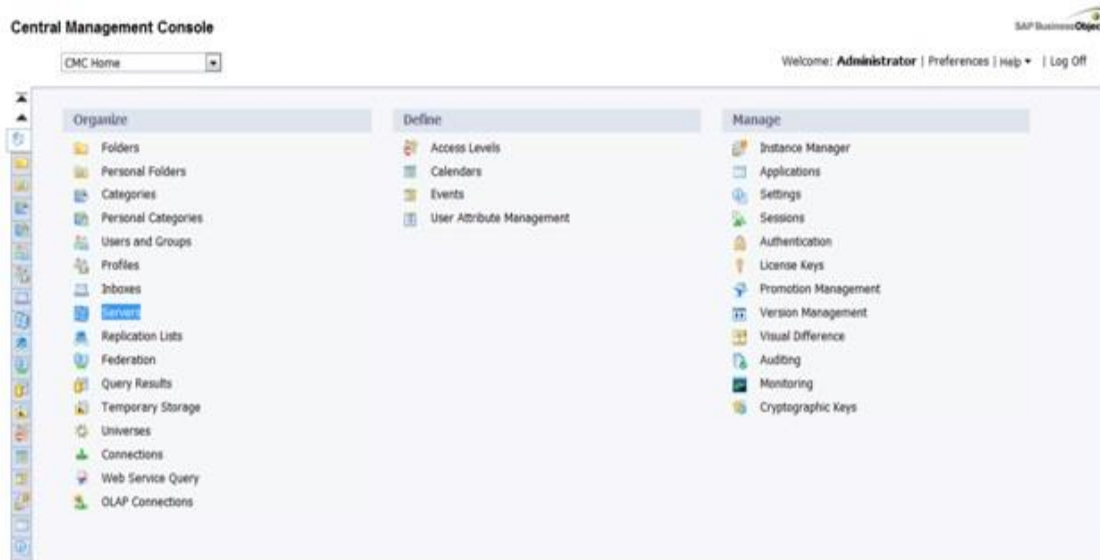 Central Management Console
SAP BusinessObjec
CMC Home
Welcome: Administrator | Preferences | Help | Log Off
Organize
Folders
Personal Folders
Categories
Personal Categories
Users and Groups
Profiles
Inboxes
Servers
Replication Lists
Federation
Query Results
Temporary Storage
Universes
Connections
Web Service Query
OLAP Connections
Define
Access Levels
Calendars
Events
User Attribute Management
Manage
Instance Manager
Applications
Settings
Sessions
Authentication
License Keys
Promotion Management
Version Management
Visual Difference
Auditing
Monitoring
Cryptographic Keys